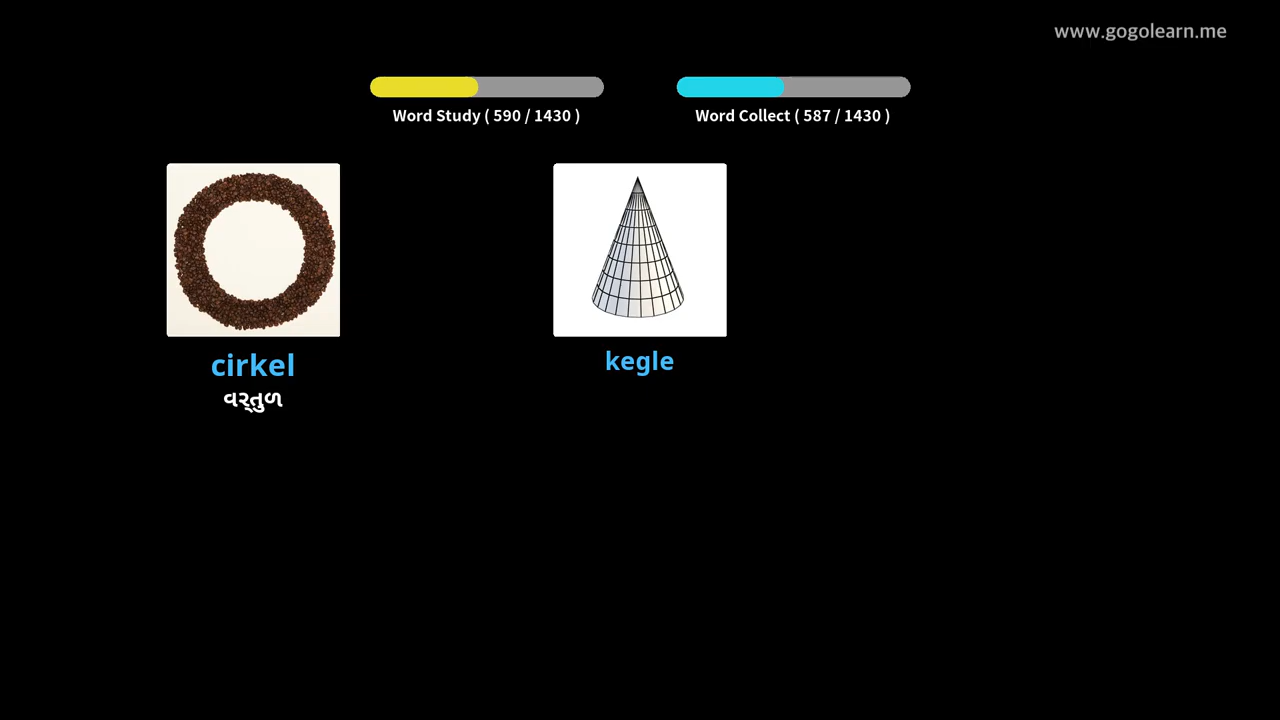 www.gogolearn.me
Word Study ( 590 / 1430 )
Word Collect ( 587 / 1430 )
cirkel
વર્તુળ
kegle